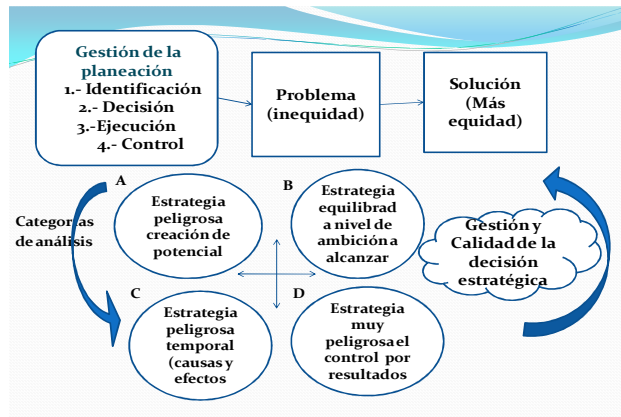 Gestión de la
planeación
1.- Identificación
2.- Decisión
3.-Ejecución
4.- Control
Problema
(inequidad)
Solución
(Más
equidad)
Categorías
de análisis
A
Estrategia
peligrosa
creación de
potencial
B
Estrategia
equilibrad
a nivel de
ambición a
alcanzar
Gestión y
Calidad de la
decisión
estratégica
C
Estrategia
peligrosa
temporal
(causas y
efectos
D
Estrategia
muy
peligrosa el
control por
resultados